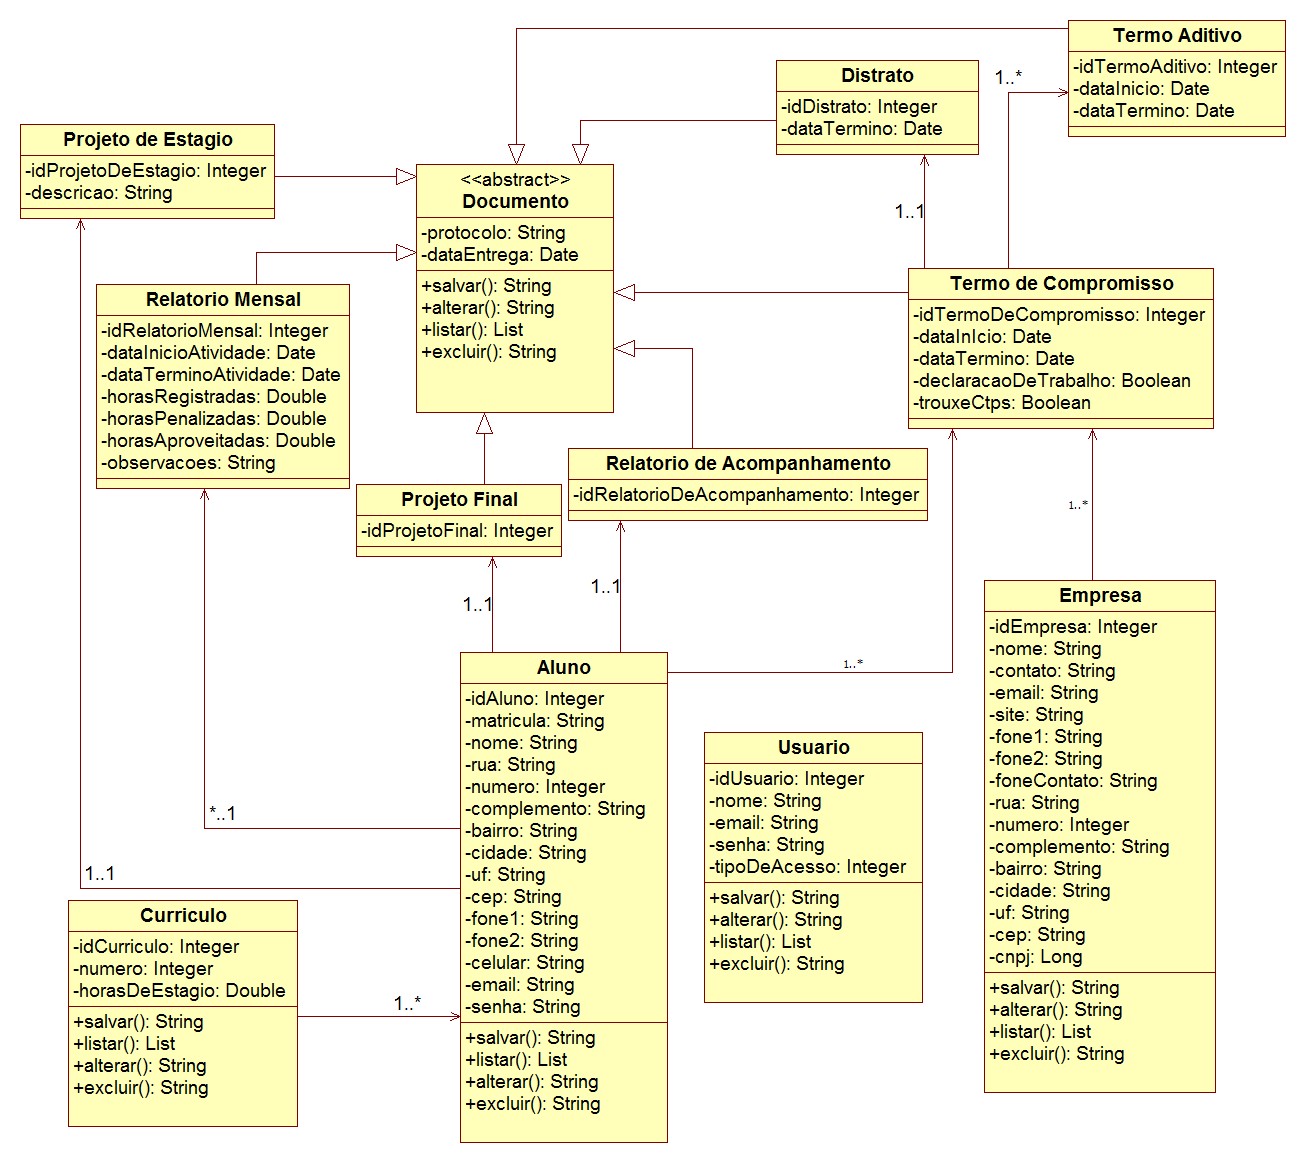 Termo Aditivo
-idTermoAditivo: Integer
-dataInicio: Date
-dataTermino: Date
1..*
Distrato
-idDistrato: Integer
-dataTermino: Date
1..1
Projeto de Estagio
-idProjetoDeEstagio: Integer
-descricao: String
<<abstract>>
Documento
-protocolo: String
-dataEntrega: Date
+salvar(): String
+alterar(): String
+listar(): List
+excluir(): String
Termo de Compromisso
-idTermoDeCompromisso: Integer
-dataInIcio: Date
-dataTermino: Date
-declaracaoDeTrabalho: Boolean
-trouxeCtps: Boolean
Relatorio Mensal
-idRelatorioMensal: Integer
-dataInicioAtividade: Date
-dataTerminoAtividade: Date
-horasRegistradas: Double
-horasPenalizadas: Double
-horasAproveitadas: Double
-observacoes: String
Projeto Final
-idProjetoFinal: Integer
Relatorio de Acompanhamento
-idRelatorioDeAcompanhamento: Integer
1..*
1..1
1..1
1..*
Aluno
-idAluno: Integer
-matricula: String
-nome: String
-rua: String
-numero: Integer
-complemento: String
-bairro: String
-cidade: String
-uf: String
-cep: String
-fone1: String
-fone2: String
-celular: String
-email: String
-senha: String
+salvar(): String
+listar(): List
+alterar(): String
+excluir(): String
Usuario
-idUsuario: Integer
-nome: String
-email: String
-senha: String
-tipoDeAcesso: Integer
+salvar(): String
+alterar(): String
+listar(): List
+excluir(): String
Empresa
-idEmpresa: Integer
-nome: String
-contato: String
-email: String
-site: String
-fone1: String
-fone2: String
-foneContato: String
-rua: String
-numero: Integer
-complemento: String
-bairro: String
-cidade: String
-uf: String
-cep: String
-cnpj: Long
+salvar(): String
+alterar(): String
+listar(): List
+excluir(): String
*..1
1..1
Curriculo
-idCurriculo: Integer
-numero: Integer
-horasDeEstagio: Double
+salvar(): String
+listar(): List
+alterar(): String
+excluir(): String
1..*